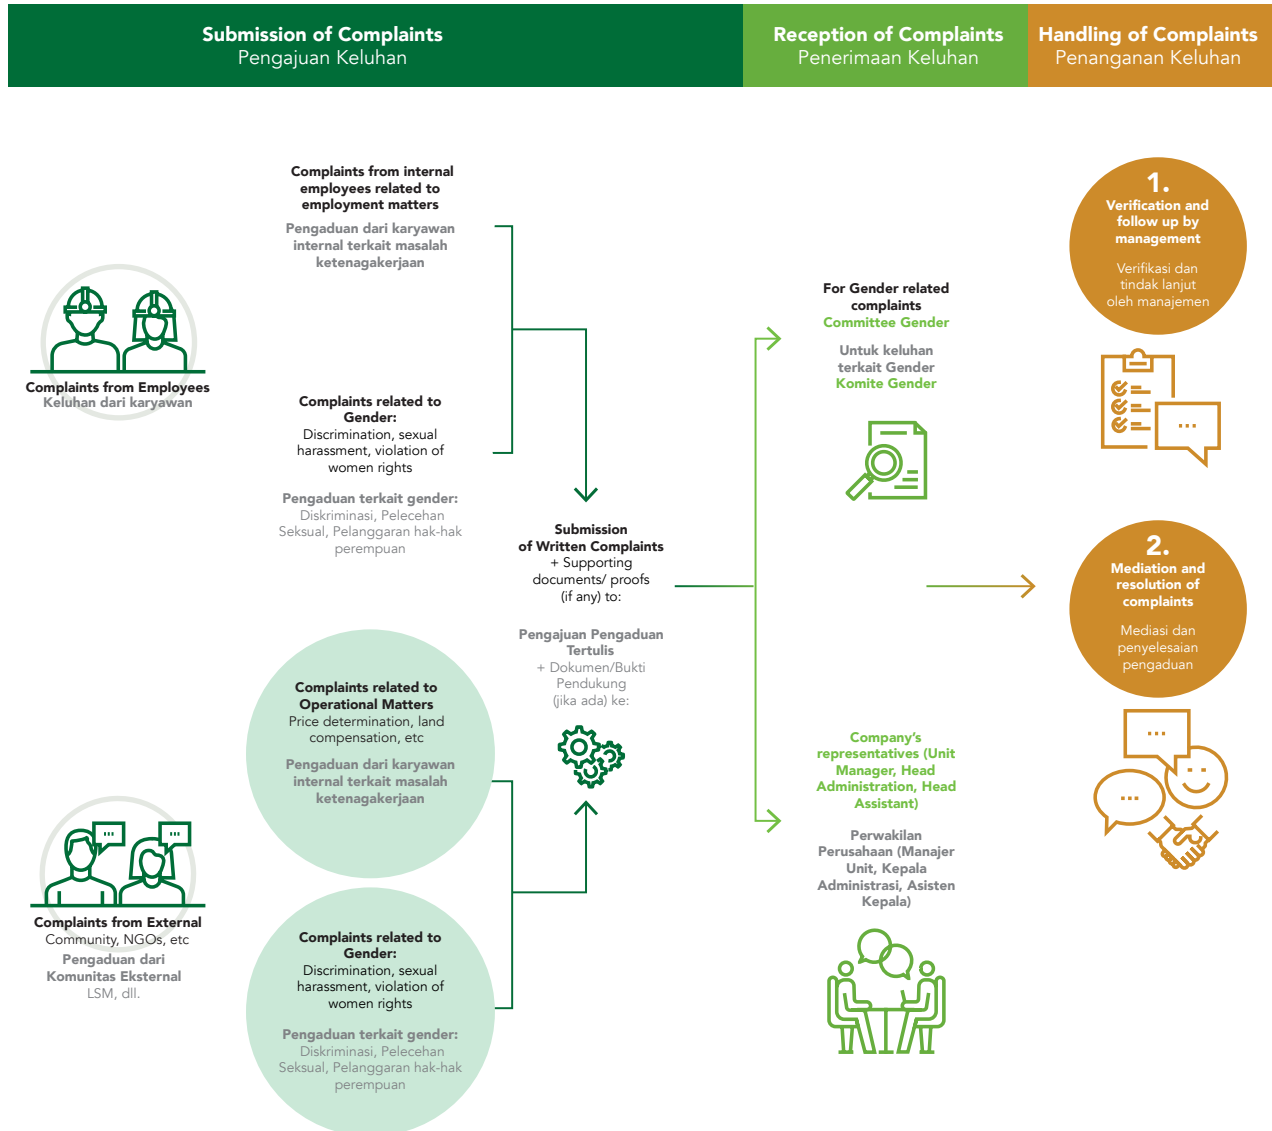 Submission of Complaints
Pengajuan Keluhan
Reception of Complaints
Penerimaan Keluhan
Handling of Complaints
Penanganan Keluhan
Complaints from Employees
Keluhan dari karyawan
Complaints from internal
employees related to
employment matters
Pengaduan dari karyawan
internal terkait masalah
ketenagakerjaan
Complaints related to
Gender:
Discrimination, sexual
harassment, violation of
women rights
Pengaduan terkait gender:
Diskriminasi, Pelecehan
Seksual, Pelanggaran hak-hak
perempuan
Complaints from External
Community, NGOs, etc
Pengaduan dari
Komunitas Eksternal
LSM, dll.
Complaints related to
Operational Matters
Price determination, land
compensation, etc
Pengaduan dari karyawan
internal terkait masalah
ketenagakerjaan
Complaints related to
Gender:
Discrimination, sexual
harassment, violation of
women rights
Pengaduan terkait gender:
Diskriminasi, Pelecehan
Seksual, Pelanggaran hak-hak
perempuan
Submission
of Written Complaints
+ Supporting
documents/ proofs
(if any) to:
Pengajuan Pengaduan
Tertulis
+ Dokumen/Bukti
Pendukung
(jika ada) ke:
For Gender related
complaints
Committee Gender
Untuk keluhan
terkait Gender
Komite Gender
Company’s
representatives (Unit
Manager, Head
Administration, Head
Assistant)
Perwakilan
Perusahaan (Manajer
Unit, Kepala
Administrasi, Asisten
Kepala)
1.
Verification and
follow up by
management
Verifikasi dan
tindak lanjut
oleh manajemen
2.
Mediation and
resolution of
complaints
Mediasi dan
penyelesaian
pengaduan